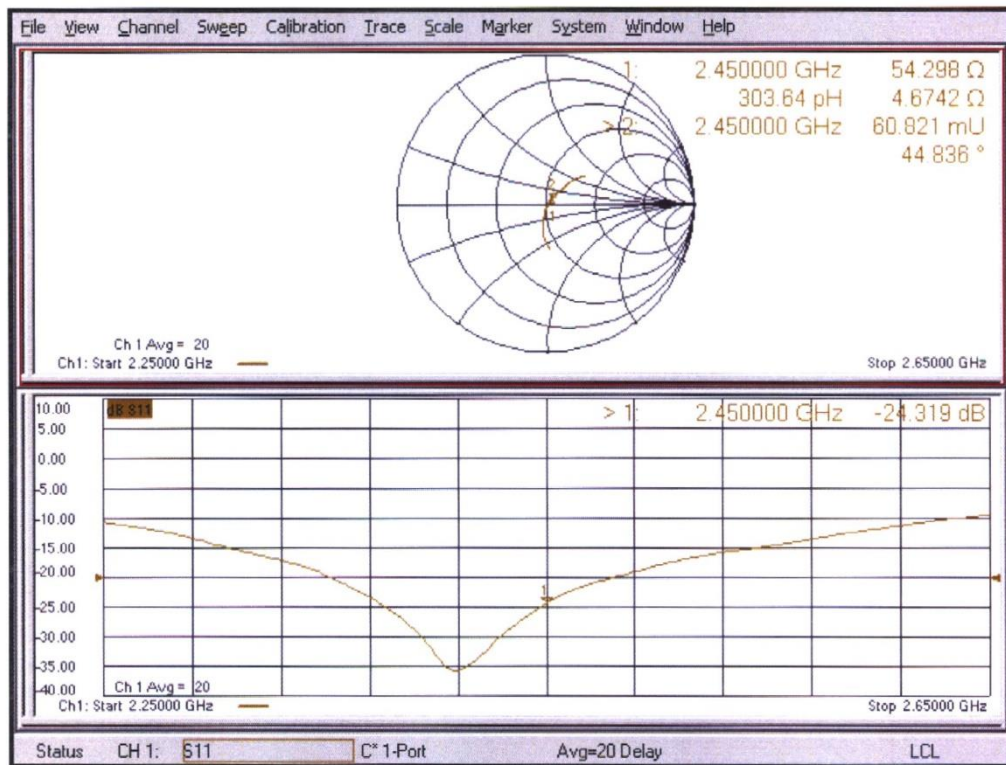 File View Channel Sweep Calibration Trace Scale Marker System Window Help
1: 2.450000 GHz 54.298 Ω
303.64 pH 4.6742 Ω
> 2: 2.450000 GHz 60.821 mU
44.836 °
2
1
Ch 1 Avg = 20
Ch1: Start 2.25000 GHz Stop 2.65000 GHz
10.00 dB S11 > 1: 2.450000 GHz -24.319 dB
5.00
0.00
-5.00
-10.00
-15.00
-20.00
-25.00 1
-30.00
-35.00
-40.00
Ch 1 Avg = 20
Ch1: Start 2.25000 GHz Stop 2.65000 GHz
Status CH 1: S11 C* 1-Port Avg=20 Delay LCL